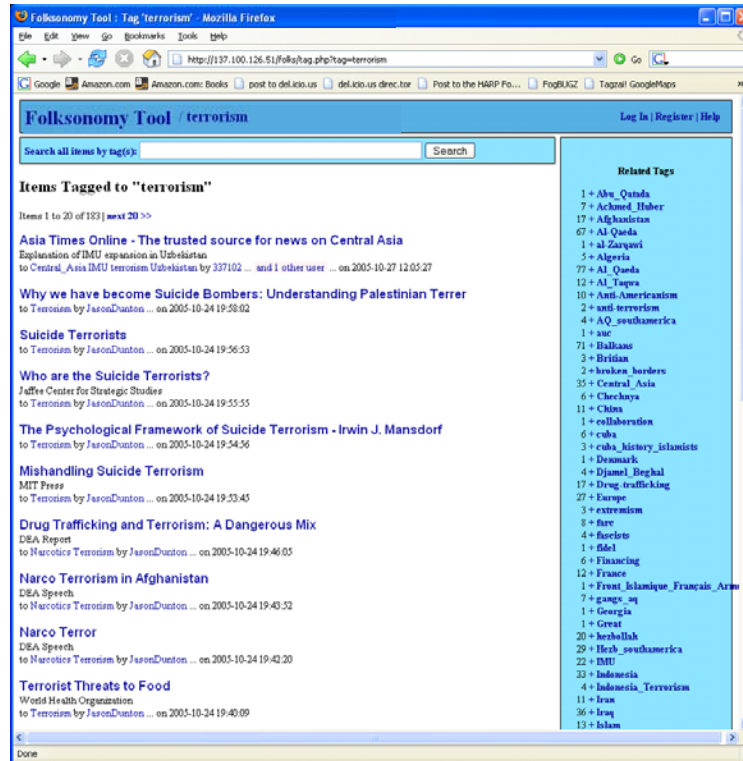 Folksonomy Tool : Tag 'terrorism' - Mozilla Firefox
File Edit View Go Bookmarks Tools Help
http://137.100.126.51/folks/tag.php?tag=terrorism
Go
Google Amazon.com Amazon.com: Books post to del.icio.us del.icio.us direc.tor Post to the HARP Fo... FogBUGZ Tagzail GoogleMaps
Folksonomy Tool / terrorism
Log In | Register | Help
Search all items by tag(s):
Search
Items Tagged to "terrorism"
Items 1 to 20 of 183 | next 20 >>
Asia Times Online - The trusted source for news on Central Asia
Explanation of IMU expansion in Uzbekistan
to Central_Asia IMU terrorism Uzbekistan by 337102 ... and 1 other user ... on 2005-10-27 12:05:27
Why we have become Suicide Bombers: Understanding Palestinian Terrer
to Terrorism by JasonDunton ... on 2005-10-24 19:58:02
Suicide Terrorists
to Terrorism by JasonDunton ... on 2005-10-24 19:56:53
Who are the Suicide Terrorists?
Jaffee Center for Strategic Studies
to Terrorism by JasonDunton ... on 2005-10-24 19:55:55
The Psychological Framework of Suicide Terrorism - Irwin J. Mansdorf
to Terrorism by JasonDunton ... on 2005-10-24 19:54:56
Mishandling Suicide Terrorism
MIT Press
to Terrorism by JasonDunton ... on 2005-10-24 19:53:45
Drug Trafficking and Terrorism: A Dangerous Mix
DEA Report
to Narcotics Terrorism by JasonDunton ... on 2005-10-24 19:46:05
Narco Terrorism in Afghanistan
DEA Speech
to Narcotics Terrorism by JasonDunton ... on 2005-10-24 19:43:52
Narco Terror
DEA Speech
to Narcotics Terrorism by JasonDunton ... on 2005-10-24 19:42:20
Terrorist Threats to Food
World Health Organization
to Terrorism by JasonDunton ... on 2005-10-24 19:40:09
Related Tags
1 + Abu_Qatada
7 + Achmed_Huber
17 + Afghanistan
67 + Al-Qaeda
1 + al-Zarqawi
5 + Algeria
77 + Al_Qaeda
12 + Al_Taqwa
10 + Anti-Americanism
2 + anti-terrorism
4 + AQ_southamerica
1 + auc
71 + Balkans
3 + Britian
2 + broken_borders
35 + Central_Asia
6 + Chechnya
11 + China
1 + collaboration
6 + cuba
3 + cuba_history_islamists
1 + Denmark
4 + Djamel_Beghal
17 + Drug-trafficking
27 + Europe
3 + extremism
8 + farc
4 + fascists
1 + fidel
6 + Financing
12 + France
1 + Front_Islamique_Français_Arme
7 + gangs_aq
1 + Georgia
1 + Great
20 + hezbollah
29 + Hezb_southamerica
22 + IMU
33 + Indonesia
4 + Indonesia_Terrorism
11 + Iran
36 + Iraq
13 + Islam
Done